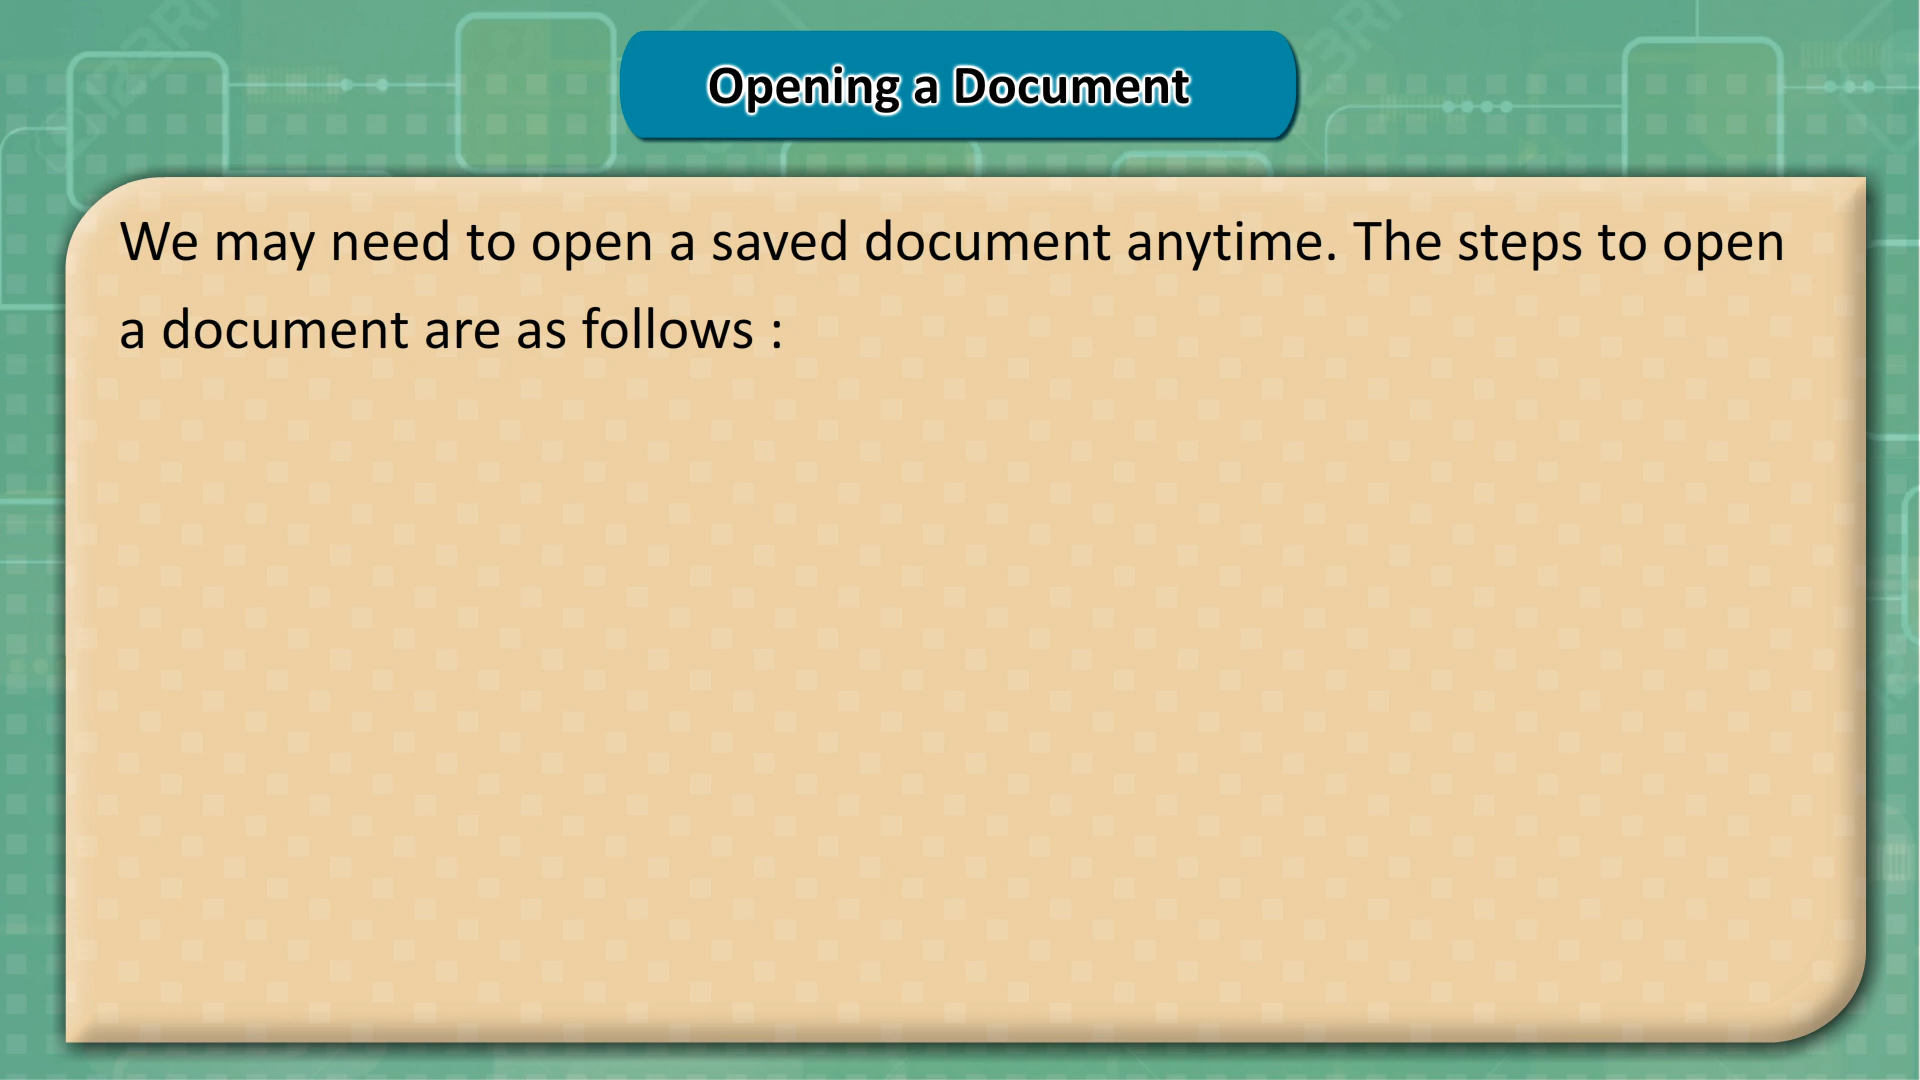 Opening a Document
We may need to open a saved document anytime. The steps to open
a document are as follows :